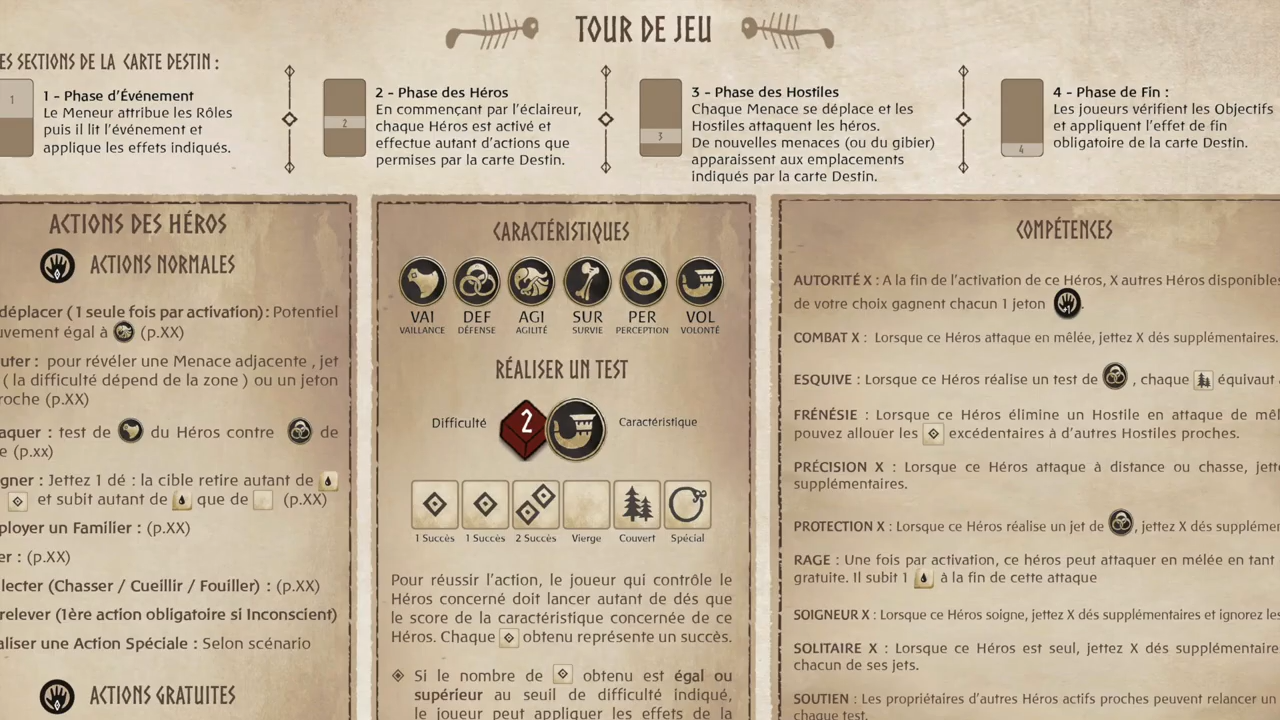 TOUR DE JEU
ES SECTIONS DE LA CARTE DESTIN :
1
1 - Phase d'Événement
Le Meneur attribue les Rôles
puis il lit l'événement et
applique les effets indiqués.
2
2 - Phase des Héros
En commençant par l'éclaireur,
chaque Héros est activé et
effectue autant d'actions que
permises par la carte Destin.
3
3 - Phase des Hostiles
Chaque Menace se déplace et les
Hostiles attaquent les héros.
De nouvelles menaces (ou du gibier)
apparaissent aux emplacements
indiqués par la carte Destin.
4
4 - Phase de Fin :
Les joueurs vérifient les Objectifs
et appliquent l'effet de fin
obligatoire de la carte Destin.
ACTIONS DES HÉROS
ACTIONS NORMALES
déplacer ( 1 seule fois par activation) : Potentiel
uvement égal à (p.XX)
uter : pour révéler une Menace adjacente , jet
( la difficulté dépend de la zone ) ou un jeton
roche (p.XX)
aquer : test de du Héros contre de
e (p.xx)
gner : Jettez 1 dé : la cible retire autant de
et subit autant de que de (p.XX)
ployer un Familier : (p.XX)
er : (p.XX)
llecter (Chasser / Cueillir / Fouiller) : (p.XX)
relever (1ère action obligatoire si Inconscient)
aliser une Action Spéciale : Selon scénario
ACTIONS GRATUITES
CARACTÉRISTIQUES
VAI DEF AGI SUR PER VOL
VAILLANCE DÉFENSE AGILITÉ SURVIE PERCEPTION VOLONTÉ
RÉALISER UN TEST
Difficulté 2 Caractéristique
1 Succès 1 Succès 2 Succès Vierge Couvert Spécial
Pour réussir l'action, le joueur qui contrôle le
Héros concerné doit lancer autant de dés que
le score de la caractéristique concernée de ce
Héros. Chaque obtenu représente un succès.
Si le nombre de obtenu est égal ou
supérieur au seuil de difficulté indiqué,
le joueur peut appliquer les effets de la
COMPÉTENCES
AUTORITÉ X : A la fin de l'activation de ce Héros, X autres Héros disponibles
de votre choix gagnent chacun 1 jeton .
COMBAT X : Lorsque ce Héros attaque en mêlée, jettez X dés supplémentaires.
ESQUIVE : Lorsque ce Héros réalise un test de , chaque équivaut
FRÉNÉSIE : Lorsque ce Héros élimine un Hostile en attaque de mêl
pouvez allouer les excédentaires à d'autres Hostiles proches.
PRÉCISION X : Lorsque ce Héros attaque à distance ou chasse, jett
supplémentaires.
PROTECTION X : Lorsque ce Héros réalise un jet de , jettez X dés supplémen
RAGE : Une fois par activation, ce héros peut attaquer en mélée en tant
gratuite. Il subit 1 à la fin de cette attaque
SOIGNEUR X : Lorsque ce Héros soigne, jettez X dés supplémentaires et ignorez les
SOLITAIRE X : Lorsque ce Héros est seul, jettez X dés supplémentaires
chacun de ses jets.
SOUTIEN : Les propriétaires d'autres Héros actifs proches peuvent relancer un
chaque test.